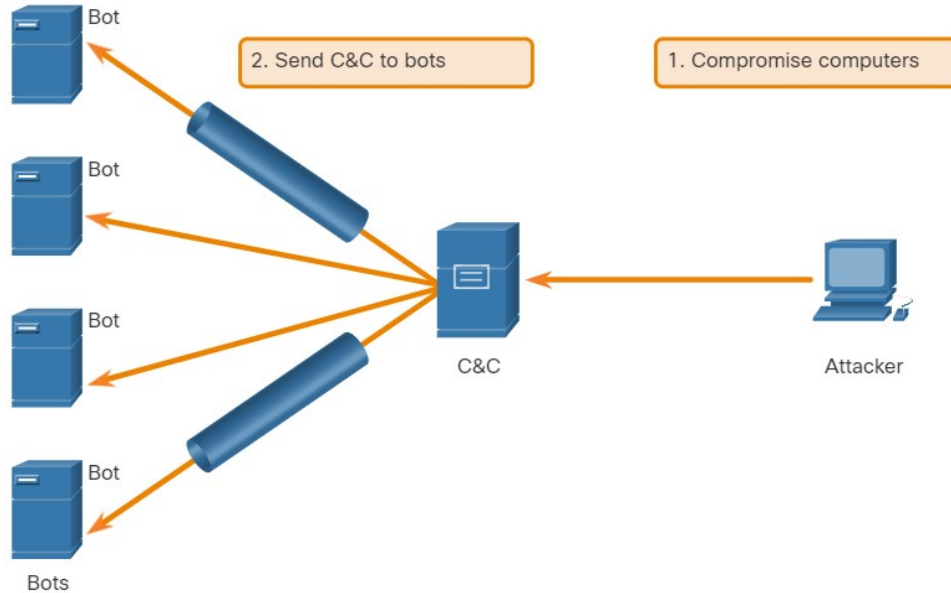 Bot
2. Send C&C to bots
1. Compromise computers
Bot
Bot
C&C
Attacker
Bot
Bots